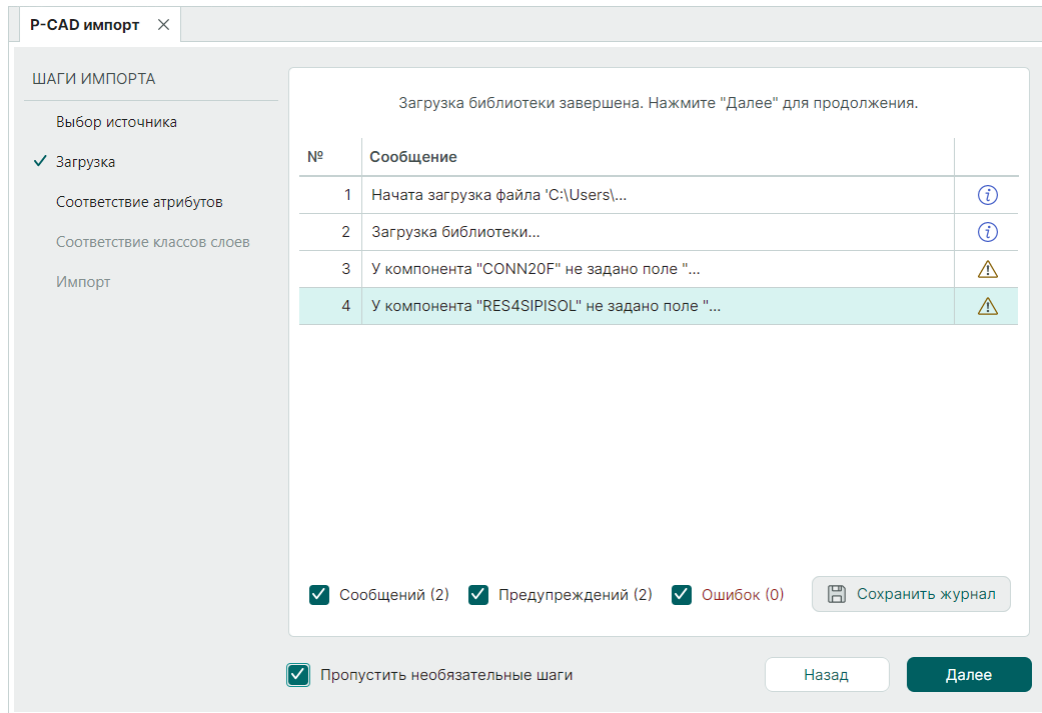 P-CAD импорт
ШАГИ ИМПОРТА
Выбор источника
Загрузка
Соответствие атрибутов
Соответствие классов слоев
Импорт
Загрузка библиотеки завершена. Нажмите "Далее" для продолжения.
№ Сообщение
1 Начата загрузка файла 'C:\Users\...
2 Загрузка библиотеки...
3 У компонента "CONN20F" не задано поле "...
4 У компонента "RES4SIPISOL" не задано поле "...
Сообщений (2) Предупреждений (2) Ошибок (0) Сохранить журнал
Пропустить необязательные шаги Назад Далее